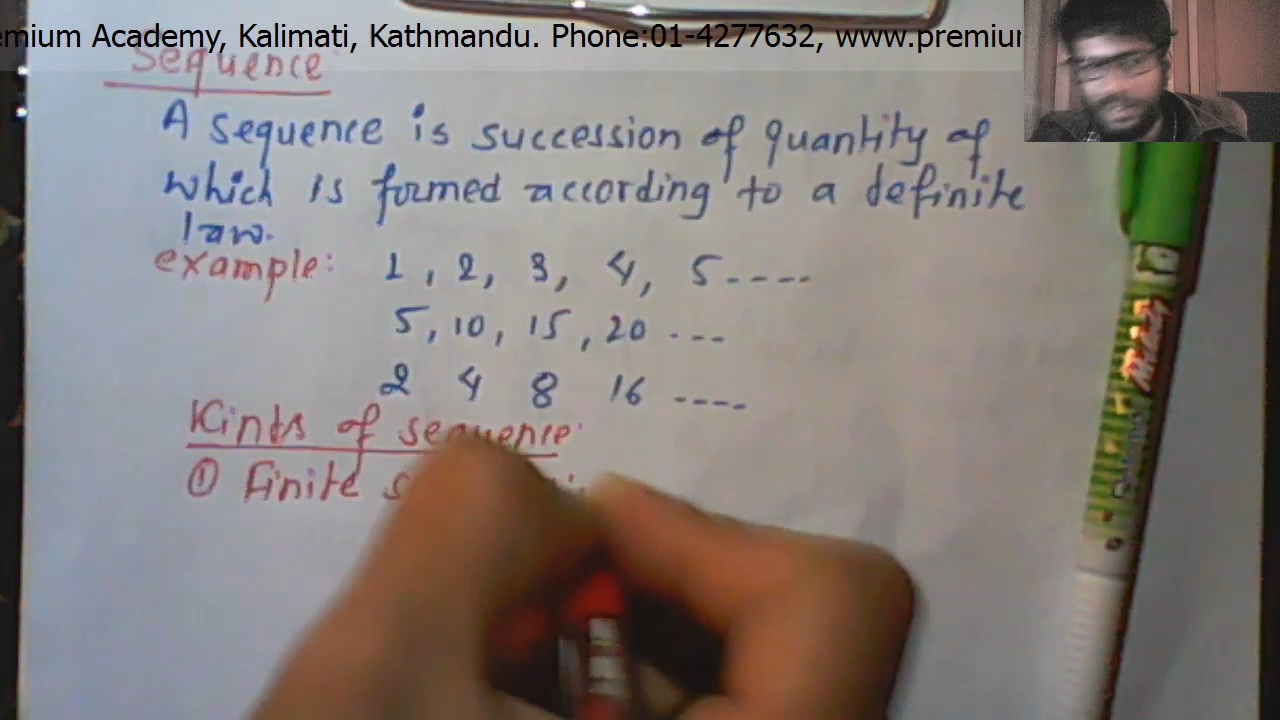 emium Academy, Kalimati, Kathmandu. Phone:01-4277632, www.premium
Sequence
A sequence is succession of quantity of
which is formed according to a definite
law.
example: 1, 2, 3, 4, 5----
5, 10, 15, 20 ---
2 4 8 16 ----
Kinds of sequence:
① Finite